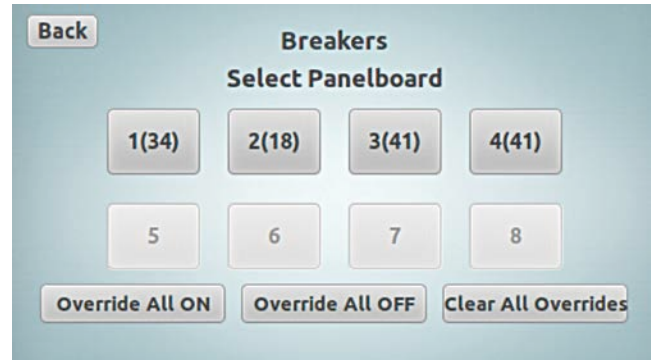 Back
Breakers
Select Panelboard
1(34) 2(18) 3(41) 4(41)
5 6 7 8
Override All ON Override All OFF Clear All Overrides